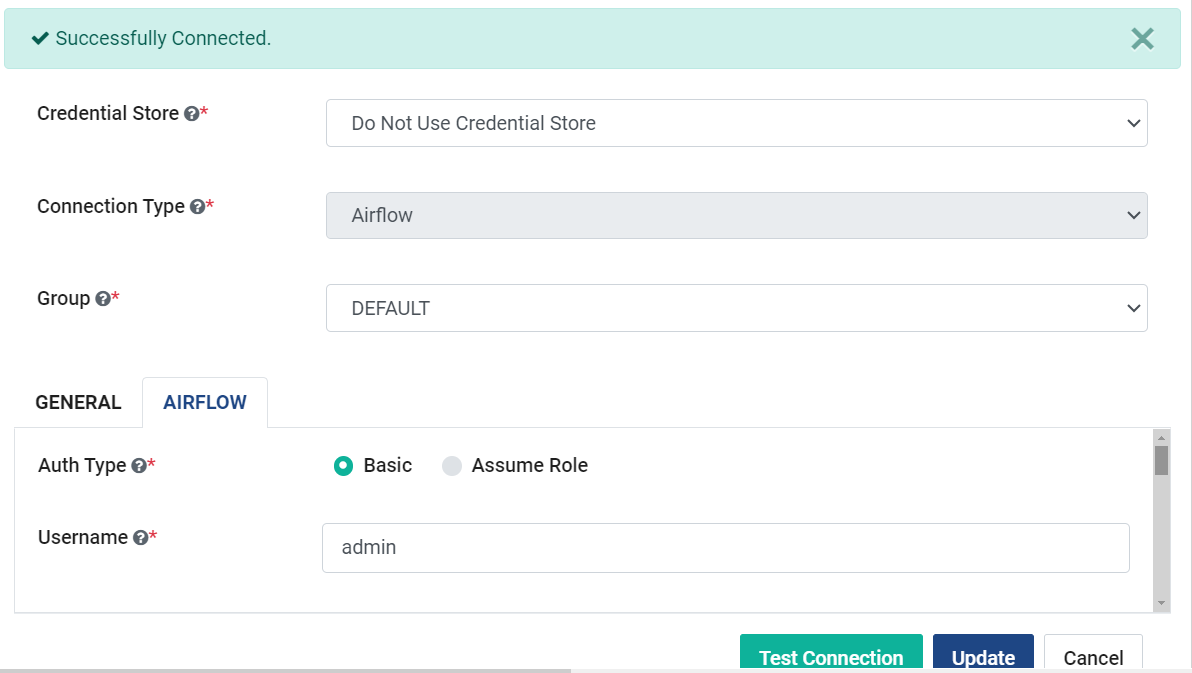 Successfully Connected.
Credential Store ?*
Do Not Use Credential Store
Connection Type ?*
Airflow
Group ?*
DEFAULT
GENERAL AIRFLOW
Auth Type ?* Basic Assume Role
Username ?*
admin
Test Connection Update Cancel